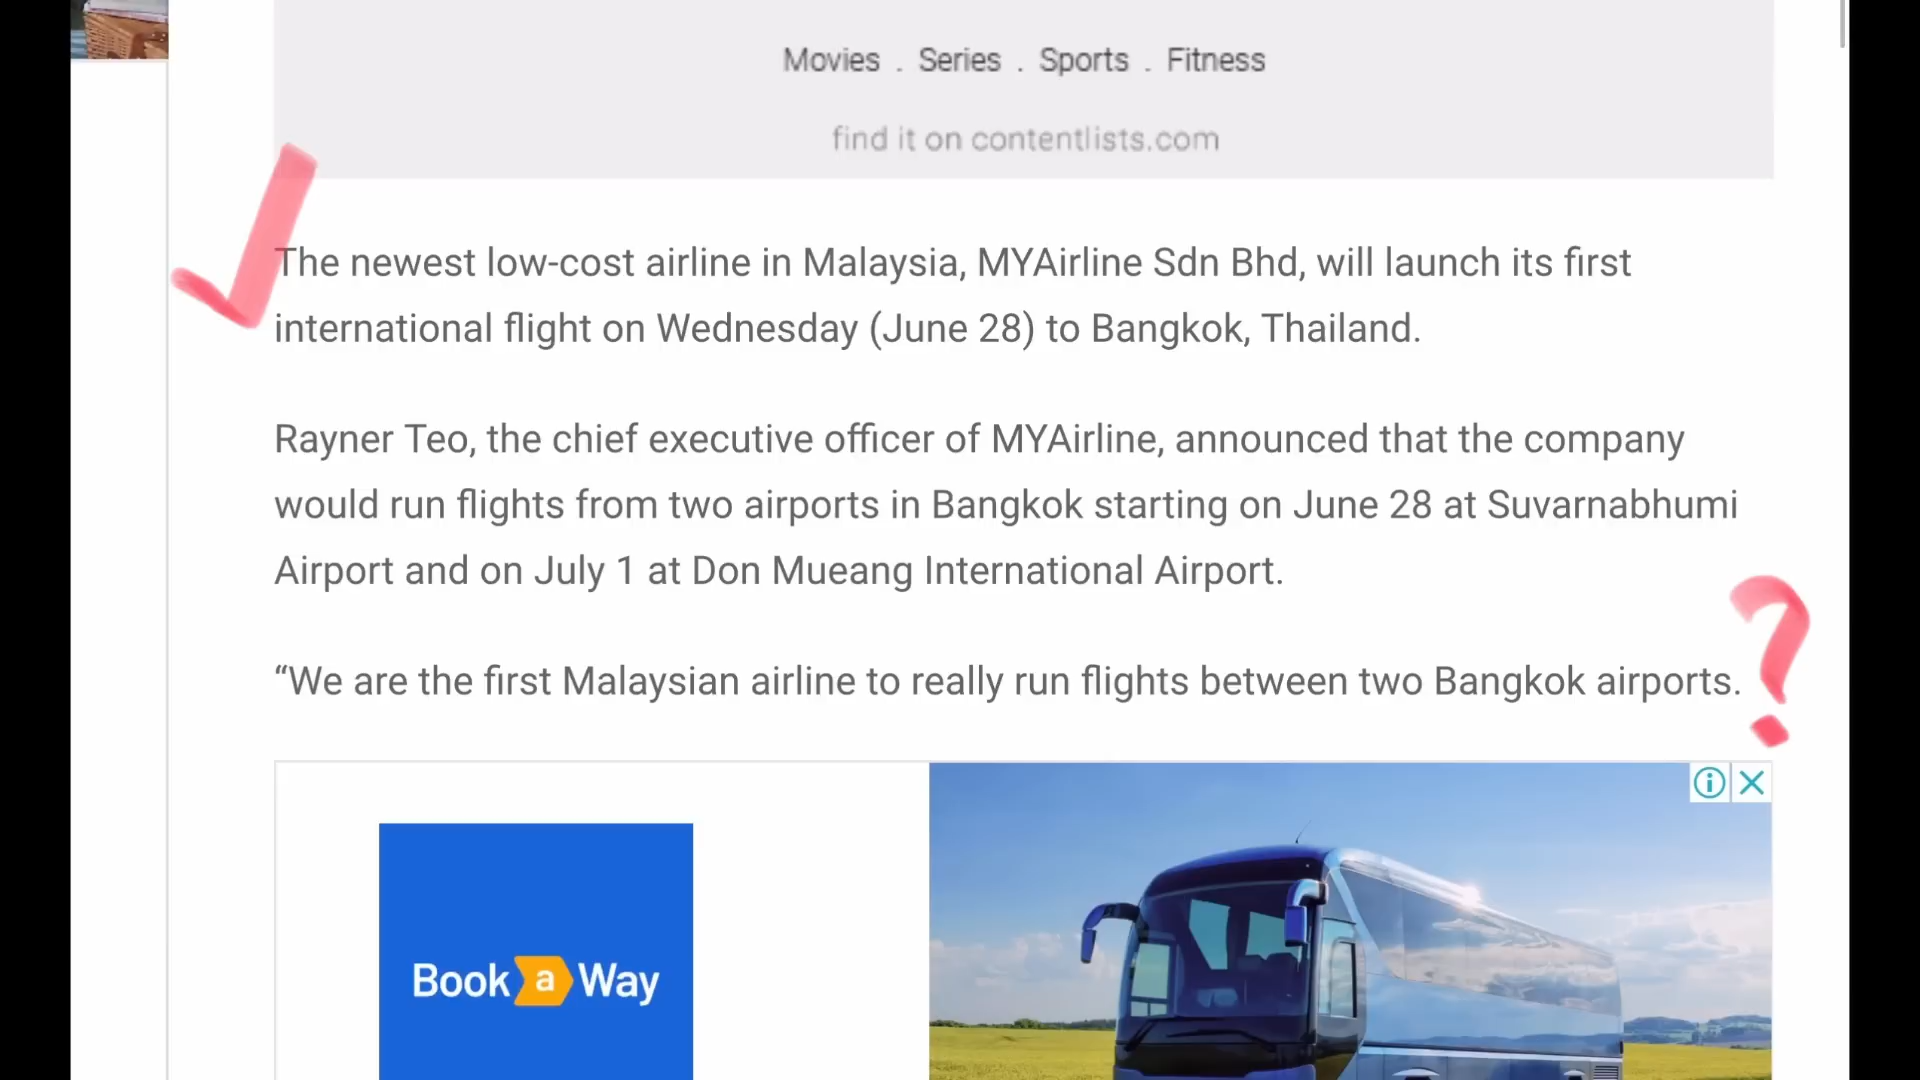 Movies . Series . Sports . Fitness
find it on contentlists.com
The newest low-cost airline in Malaysia, MYAirline Sdn Bhd, will launch its first
international flight on Wednesday (June 28) to Bangkok, Thailand.
Rayner Teo, the chief executive officer of MYAirline, announced that the company
would run flights from two airports in Bangkok starting on June 28 at Suvarnabhumi
Airport and on July 1 at Don Mueang International Airport.
“We are the first Malaysian airline to really run flights between two Bangkok airports.
?
Book a Way